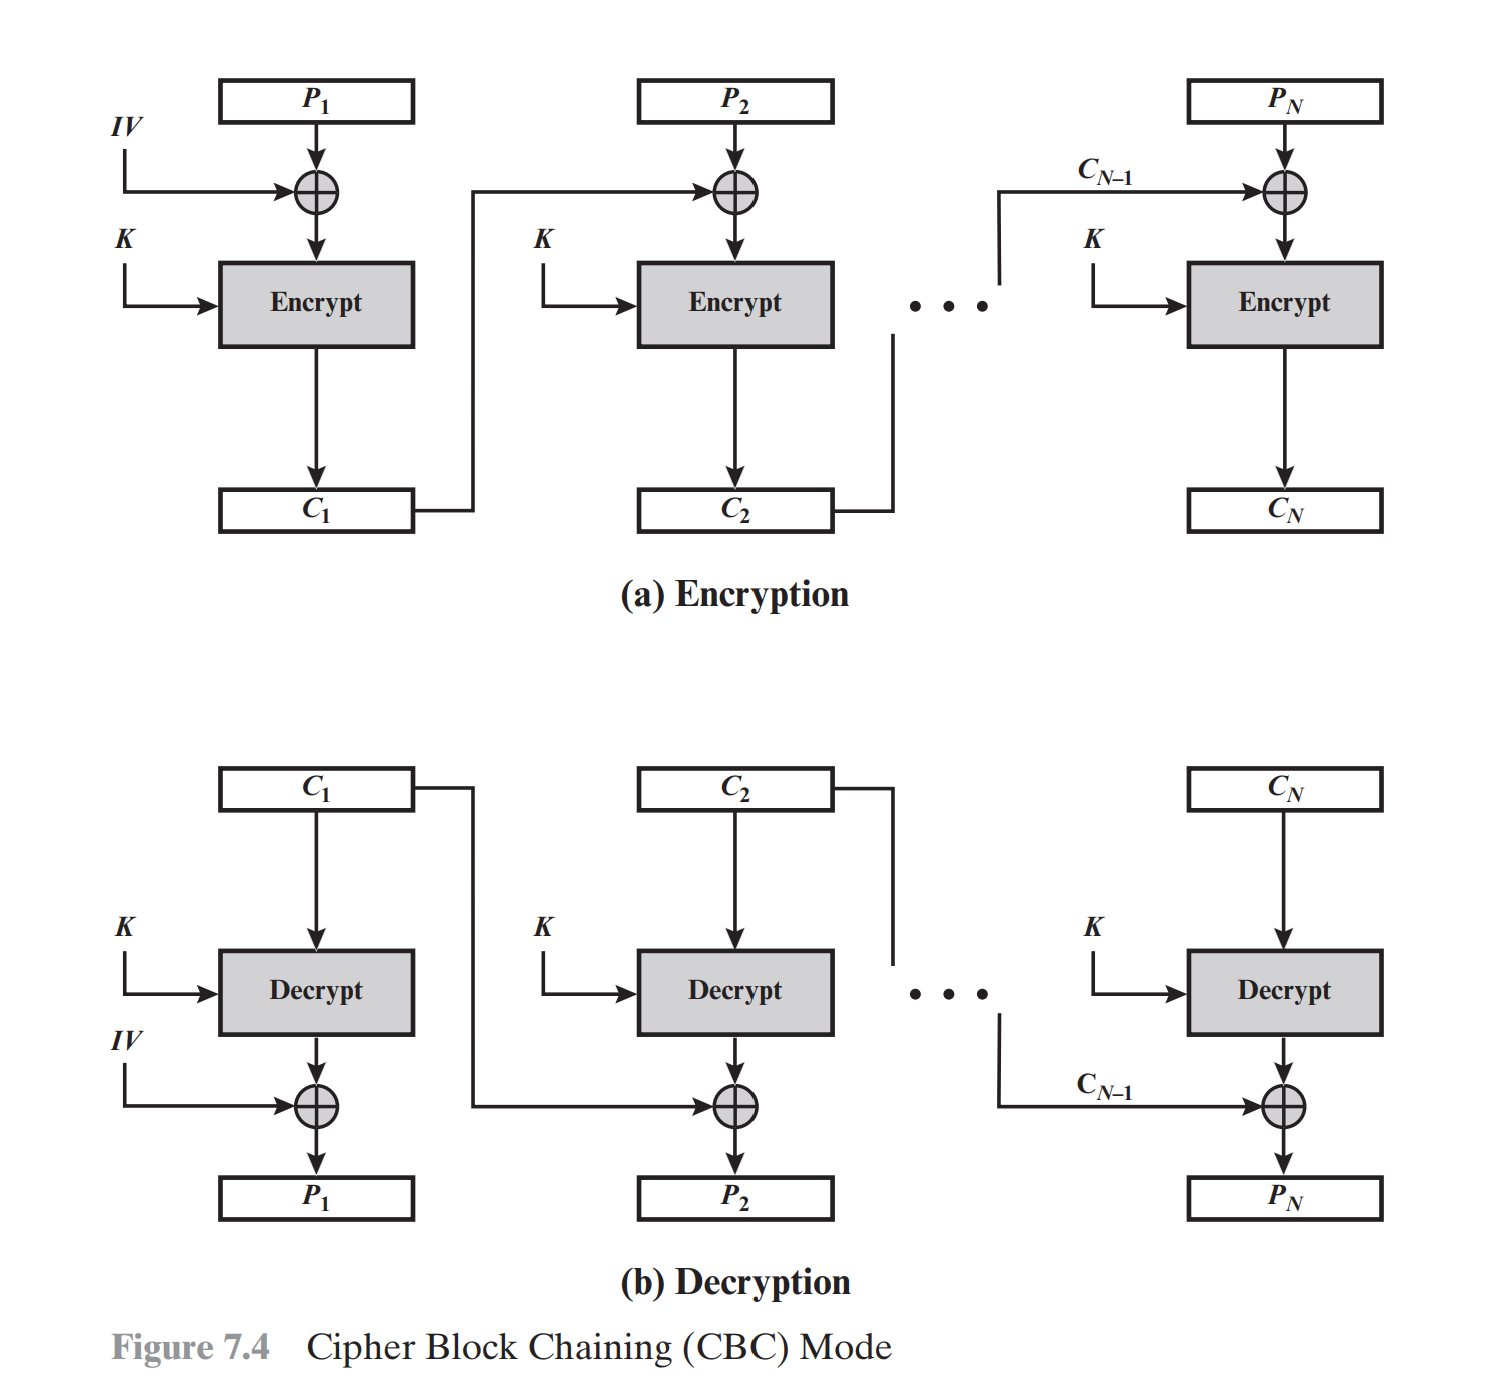 P1 P2 PN
IV
CN–1
K K K
Encrypt Encrypt Encrypt
C1 C2 CN
(a) Encryption
C1 C2 CN
K K K
Decrypt Decrypt Decrypt
IV
CN–1
P1 P2 PN
(b) Decryption
Figure 7.4 Cipher Block Chaining (CBC) Mode